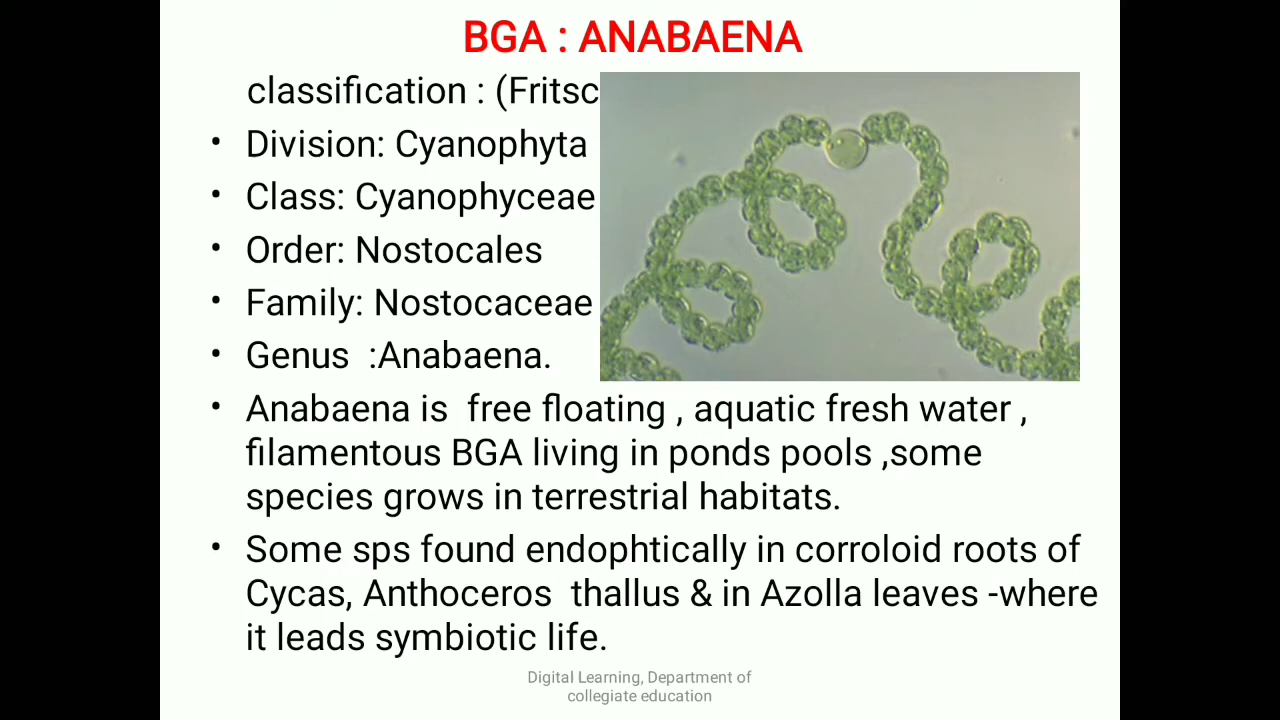 BGA : ANABAENA
classification : (Fritsc
• Division: Cyanophyta
• Class: Cyanophyceae
• Order: Nostocales
• Family: Nostocaceae
• Genus  :Anabaena.
• Anabaena is  free floating , aquatic fresh water ,
filamentous BGA living in ponds pools ,some
species grows in terrestrial habitats.
• Some sps found endophtically in corroloid roots of
Cycas, Anthoceros  thallus & in Azolla leaves -where
it leads symbiotic life.
Digital Learning, Department of
collegiate education